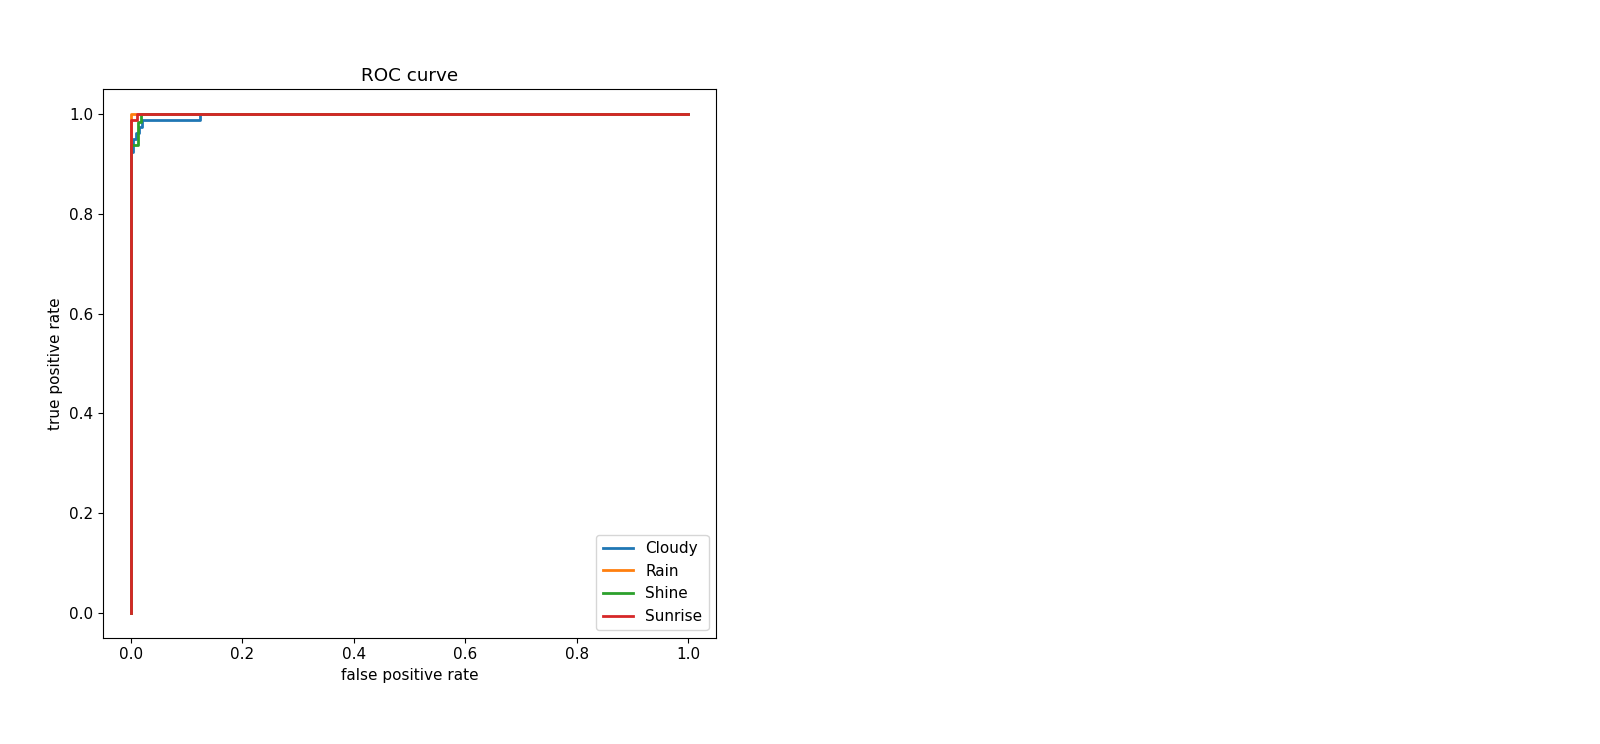 ROC curve
1.0
0.8
0.6
0.4
0.2
0.0
true positive rate
Cloudy
Rain
Shine
Sunrise
0.0 0.2 0.4 0.6 0.8 1.0
false positive rate